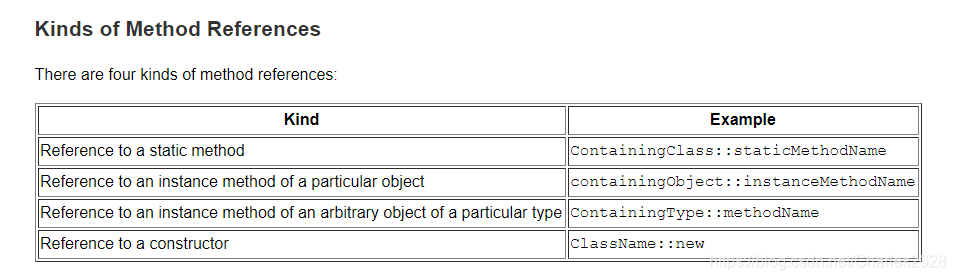 Kinds of Method References
There are four kinds of method references:
Kind Example
Reference to a static method ContainingClass::staticMethodName
Reference to an instance method of a particular object containingObject::instanceMethodName
Reference to an instance method of an arbitrary object of a particular type ContainingType::methodName
Reference to a constructor ClassName::new
https://blog.csdn.net/Charles2628